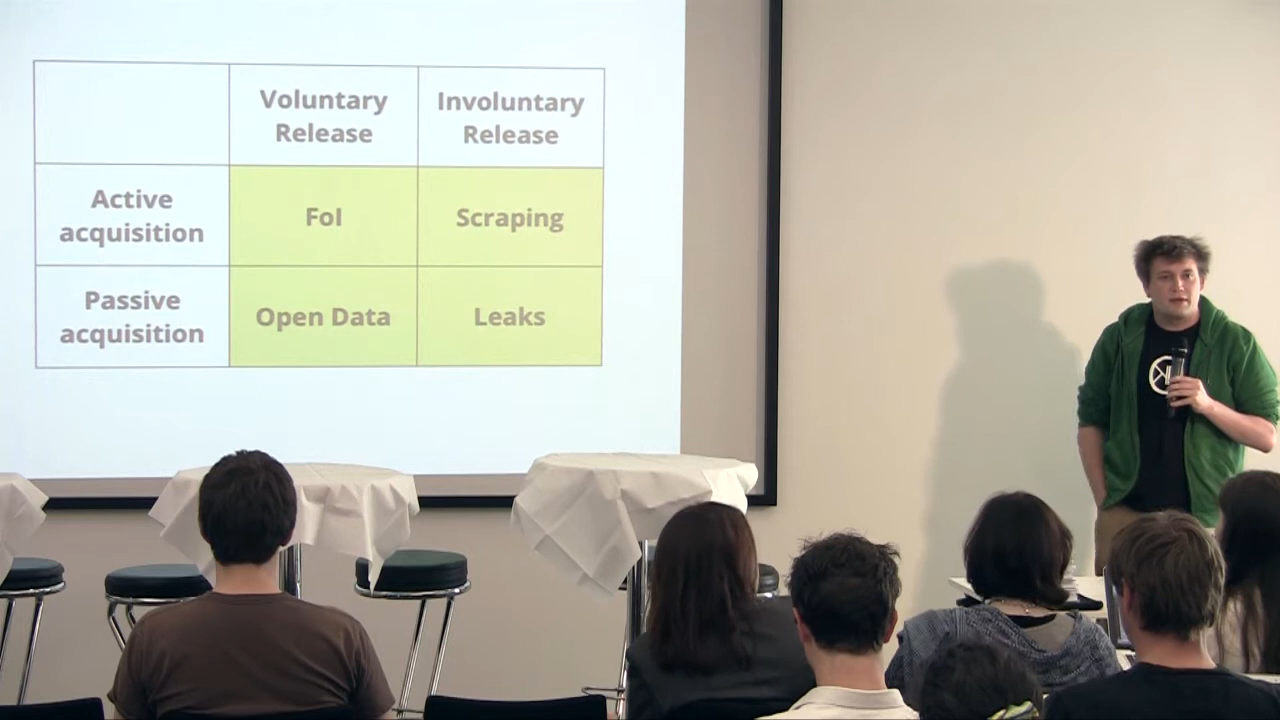 Voluntary Release
Involuntary Release
Active acquisition
FoI
Scraping
Passive acquisition
Open Data
Leaks